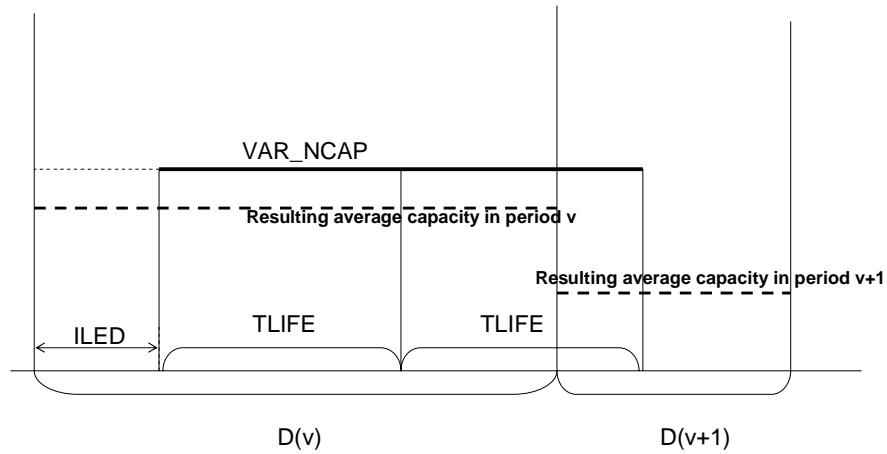 VAR_NCAP
Resulting average capacity in period v
Resulting average capacity in period v+1
ILED
TLIFE
TLIFE
D(v)
D(v+1)